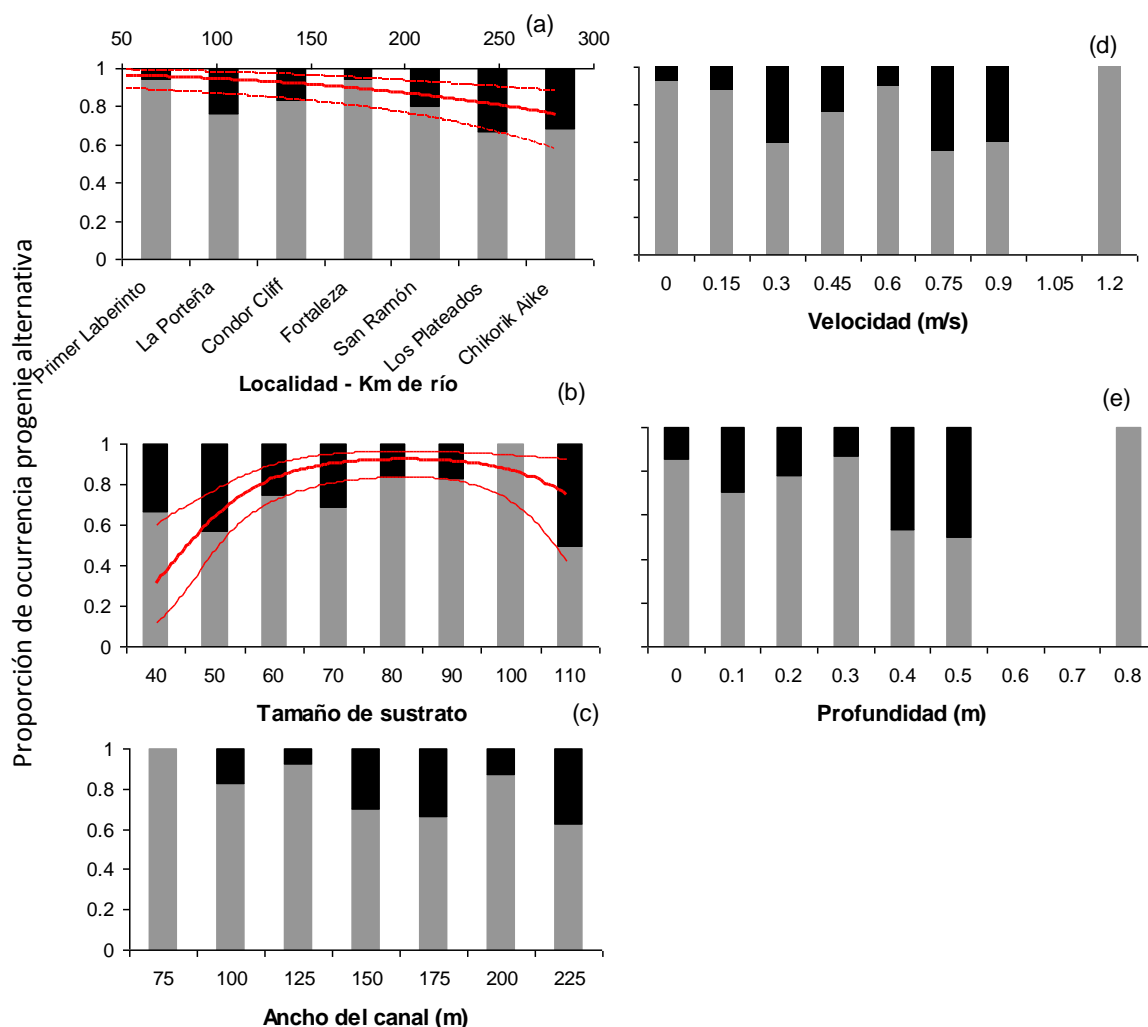 Proporción de ocurrencia progenie alternativa
(a)
50 100 150 200 250 300
1
0.8
0.6
0.4
0.2
0
Primer Laberinto
La Porteña
Condor Cliff
Fortaleza
San Ramón
Los Plateados
Chikorik Aike
Localidad - Km de río
(b)
1
0.8
0.6
0.4
0.2
0
40 50 60 70 80 90 100 110
Tamaño de sustrato
(c)
1
0.8
0.6
0.4
0.2
0
75 100 125 150 175 200 225
Ancho del canal (m)
(d)
0 0.15 0.3 0.45 0.6 0.75 0.9 1.05 1.2
Velocidad (m/s)
(e)
0 0.1 0.2 0.3 0.4 0.5 0.6 0.7 0.8
Profundidad (m)